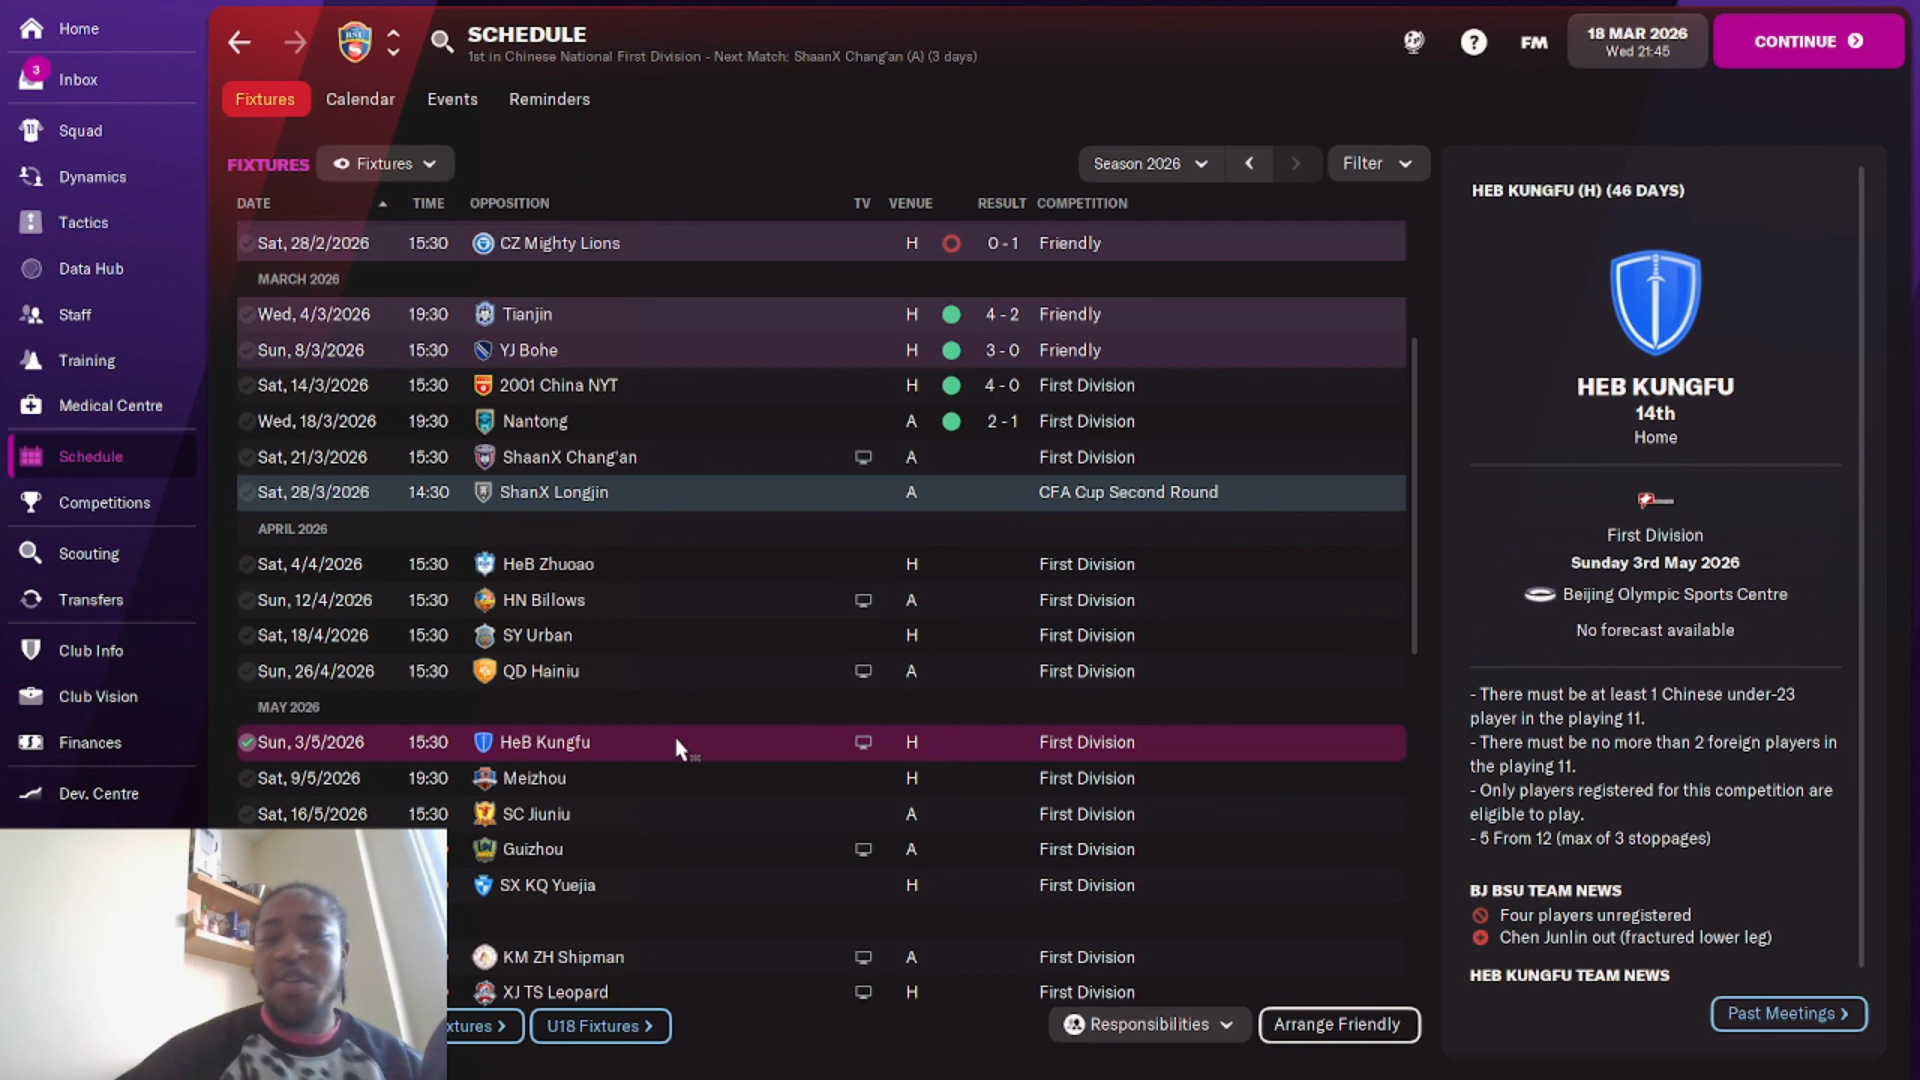 Home
3
Inbox
Squad
Dynamics
Tactics
Data Hub
Staff
Training
Medical Centre
Schedule
Competitions
Scouting
Transfers
Club Info
Club Vision
Finances
Dev. Centre
SCHEDULE
1st in Chinese National First Division - Next Match: ShaanX Chang'an (A) (3 days)
FM
18 MAR 2026
Wed 21:45
CONTINUE
Fixtures Calendar Events Reminders
FIXTURES Fixtures Season 2026 Filter
DATE TIME OPPOSITION TV VENUE RESULT COMPETITION
Sat, 28/2/2026 15:30 CZ Mighty Lions H 0 - 1 Friendly
MARCH 2026
Wed, 4/3/2026 19:30 Tianjin H 4 - 2 Friendly
Sun, 8/3/2026 15:30 YJ Bohe H 3 - 0 Friendly
Sat, 14/3/2026 15:30 2001 China NYT H 4 - 0 First Division
Wed, 18/3/2026 19:30 Nantong A 2 - 1 First Division
Sat, 21/3/2026 15:30 ShaanX Chang'an A First Division
Sat, 28/3/2026 14:30 ShanX Longjin A CFA Cup Second Round
APRIL 2026
Sat, 4/4/2026 15:30 HeB Zhuoao H First Division
Sun, 12/4/2026 15:30 HN Billows A First Division
Sat, 18/4/2026 15:30 SY Urban H First Division
Sun, 26/4/2026 15:30 QD Hainiu A First Division
MAY 2026
Sun, 3/5/2026 15:30 HeB Kungfu H First Division
Sat, 9/5/2026 19:30 Meizhou H First Division
Sat, 16/5/2026 15:30 SC Jiuniu A First Division
Guizhou A First Division
SX KQ Yuejia H First Division
KM ZH Shipman A First Division
XJ TS Leopard H First Division
xtures U18 Fixtures Responsibilities Arrange Friendly
HEB KUNGFU (H) (46 DAYS)
HEB KUNGFU
14th
Home
First Division
Sunday 3rd May 2026
Beijing Olympic Sports Centre
No forecast available
- There must be at least 1 Chinese under-23
player in the playing 11.
- There must be no more than 2 foreign players in
the playing 11.
- Only players registered for this competition are
eligible to play.
- 5 From 12 (max of 3 stoppages)
BJ BSU TEAM NEWS
Four players unregistered
Chen Junlin out (fractured lower leg)
HEB KUNGFU TEAM NEWS
Past Meetings